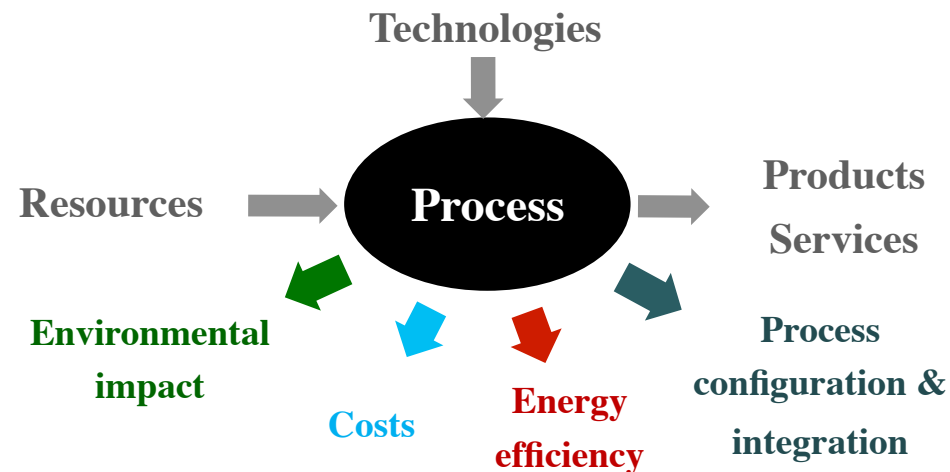 Technologies
Resources
Process
Products
Services
Environmental
impact
Costs
Energy
efficiency
Process
configuration &
integration